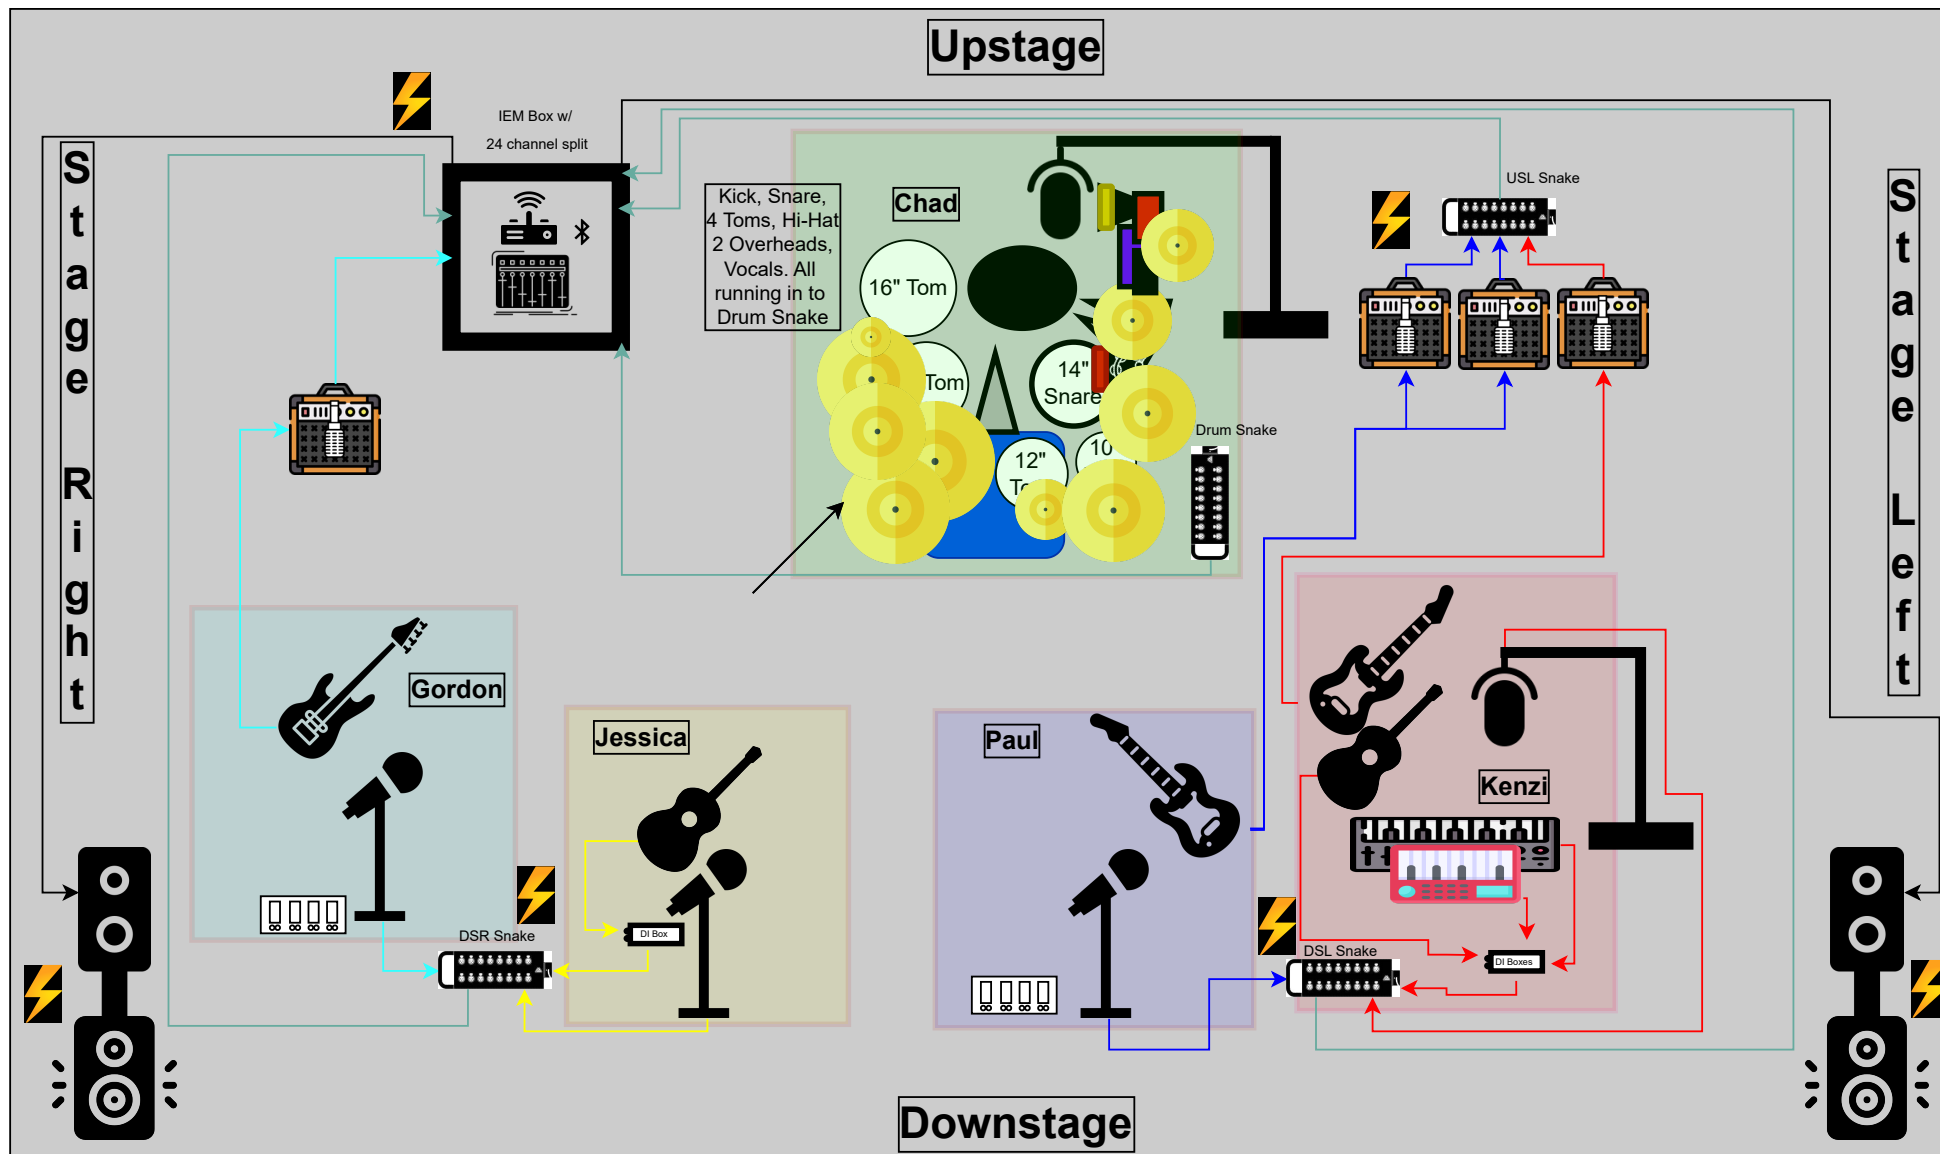 Upstage
IEM Box w/
24 channel split
Stage Right
Stage Left
Kick, Snare,
4 Toms, Hi-Hat
2 Overheads,
Vocals. All
running in to
Drum Snake
Chad
16" Tom
Tom
14"
Snare
12"
10
Drum Snake
USL Snake
Gordon
Jessica
Paul
Kenzi
DI Box
DSR Snake
DI Boxes
DSL Snake
Downstage